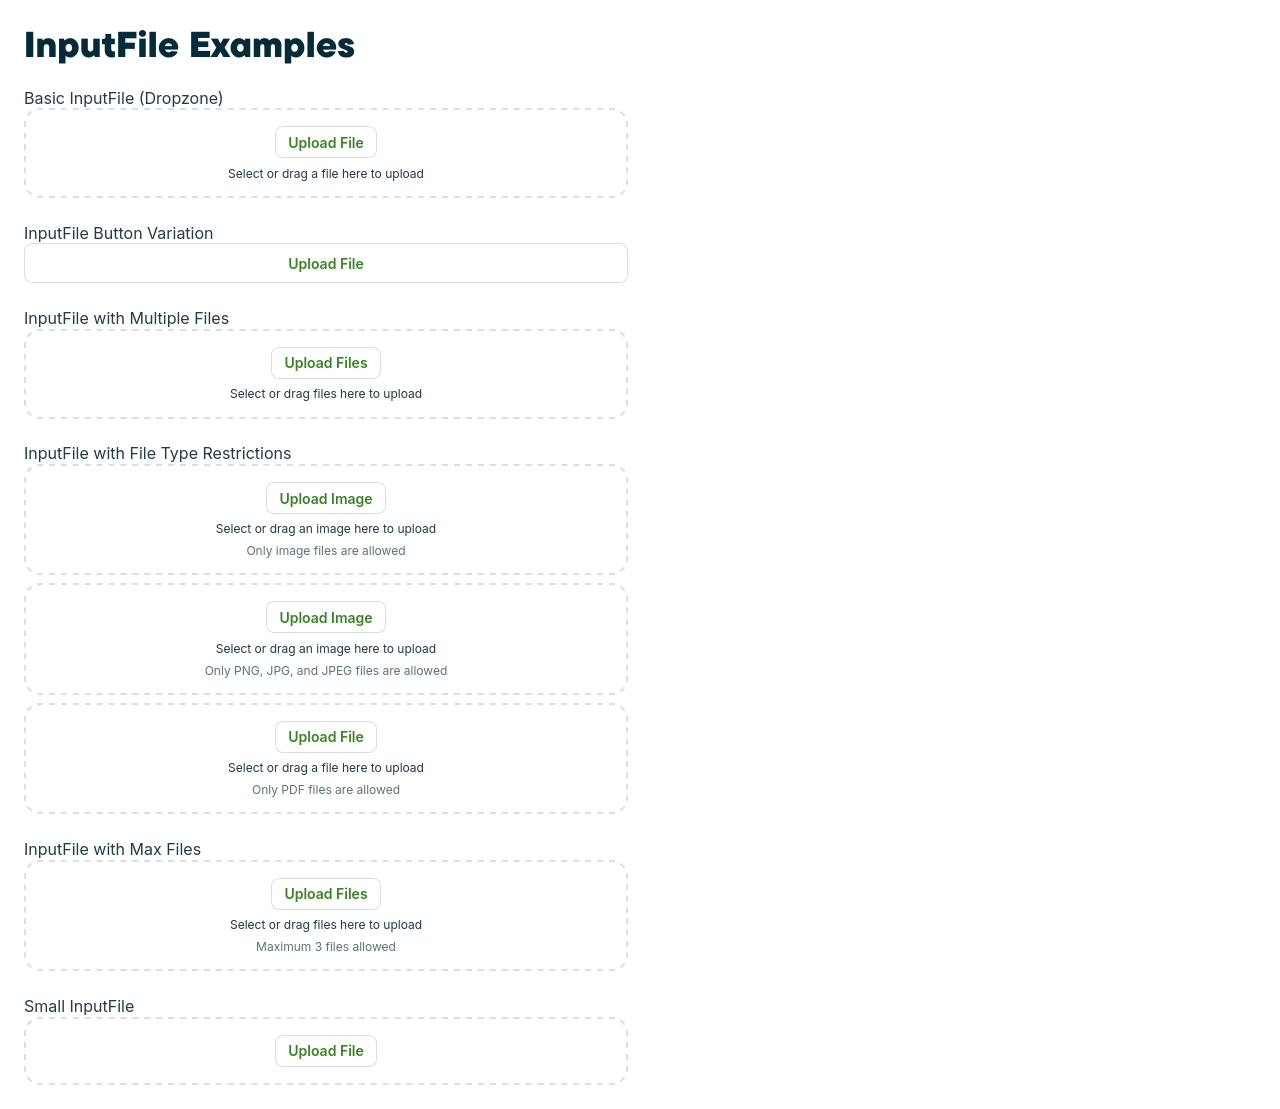 InputFile Examples
Basic InputFile (Dropzone)
Upload File
Select or drag a file here to upload
InputFile Button Variation
Upload File
InputFile with Multiple Files
Upload Files
Select or drag files here to upload
InputFile with File Type Restrictions
Upload Image
Select or drag an image here to upload
Only image files are allowed
Upload Image
Select or drag an image here to upload
Only PNG, JPG, and JPEG files are allowed
Upload File
Select or drag a file here to upload
Only PDF files are allowed
InputFile with Max Files
Upload Files
Select or drag files here to upload
Maximum 3 files allowed
Small InputFile
Upload File